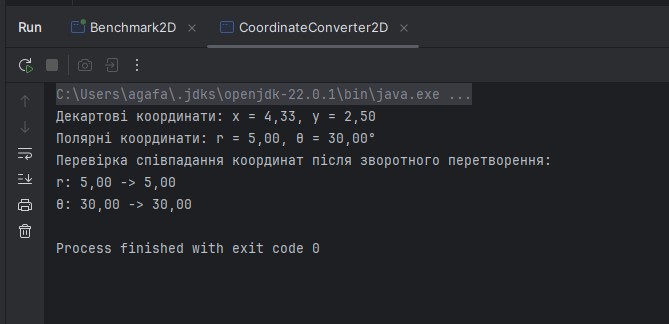 Run Benchmark2D × CoordinateConverter2D ×
C:\Users\agafa\.jdks\openjdk-22.0.1\bin\java.exe ...
Декартові координати: x = 4,33, y = 2,50
Полярні координати: r = 5,00, θ = 30,00°
Перевірка співпадання координат після зворотного перетворення:
r: 5,00 -> 5,00
θ: 30,00 -> 30,00
Process finished with exit code 0